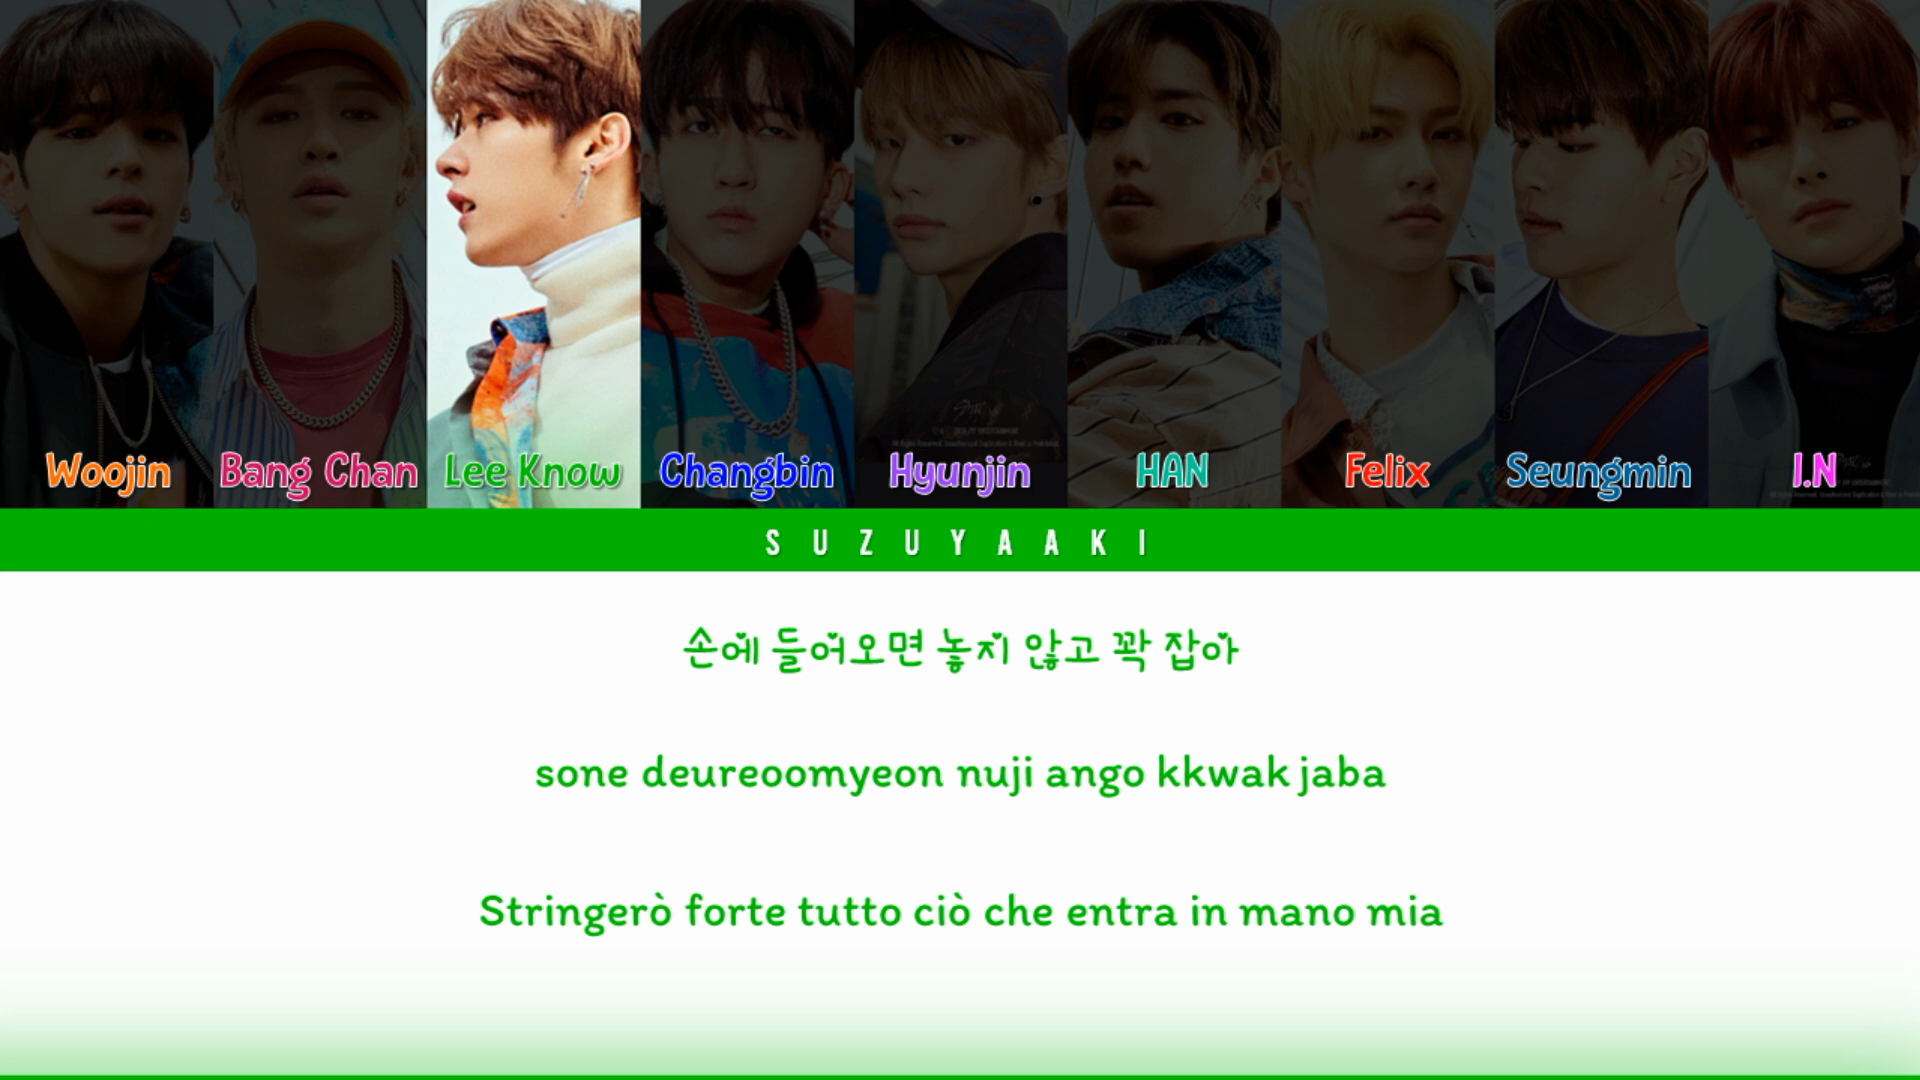 Woojin Bang Chan Lee Know Changbin Hyunjin HAN Felix Seungmin I.N
SUZUYAAKI
손에 들어오면 놓지 않고 꽉 잡아
sone deureoomyeon nuji ango kkwak jaba
Stringerò forte tutto ciò che entra in mano mia